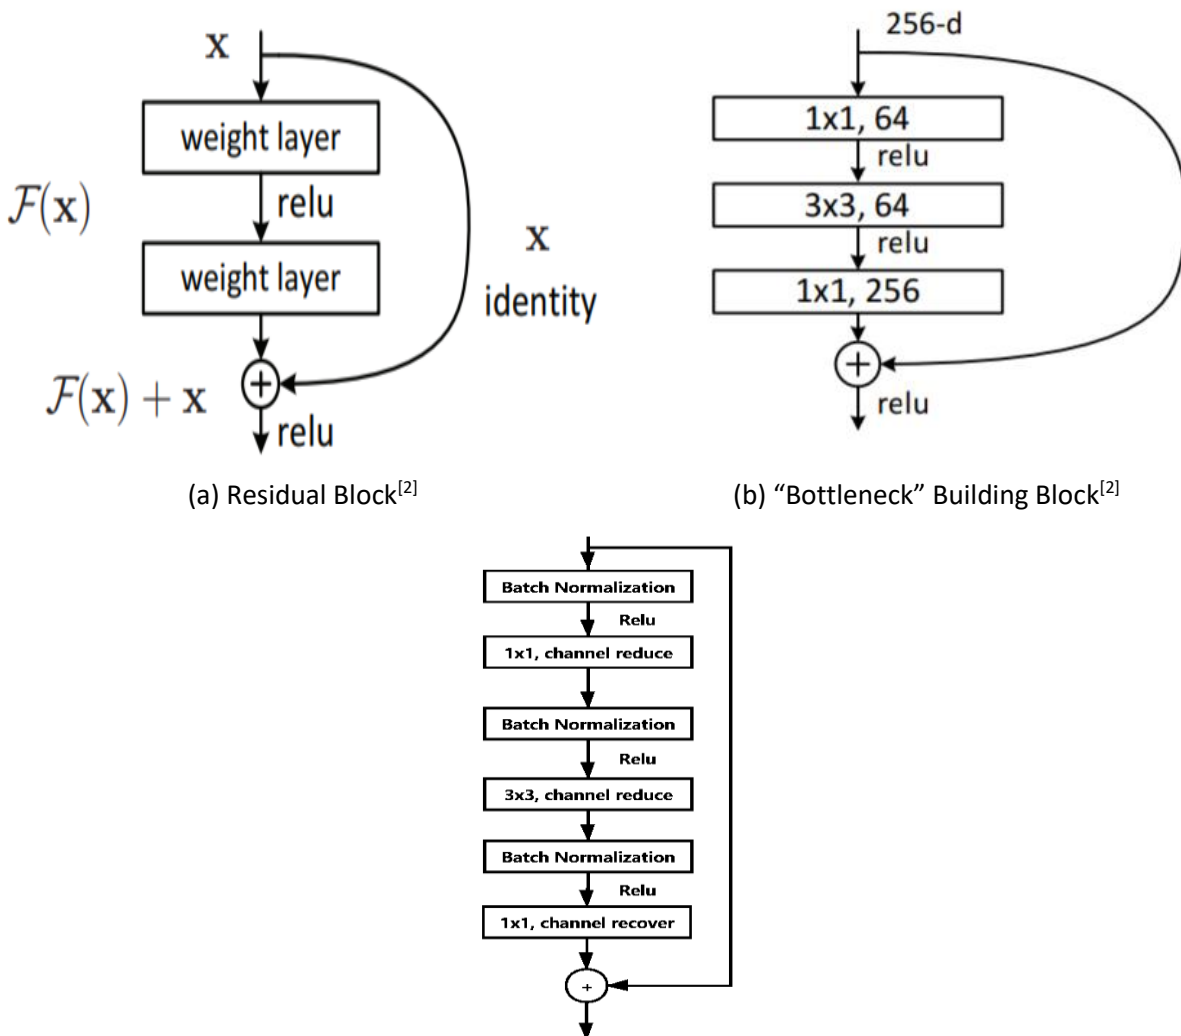 x
weight layer
relu
F(x)
weight layer
x
identity
F(x) + x
relu
(a) Residual Block[2]
256-d
1x1, 64
relu
3x3, 64
relu
1x1, 256
+
relu
(b) “Bottleneck” Building Block[2]
Batch Normalization
Relu
1x1, channel reduce
Batch Normalization
Relu
3x3, channel reduce
Batch Normalization
Relu
1x1, channel recover
+